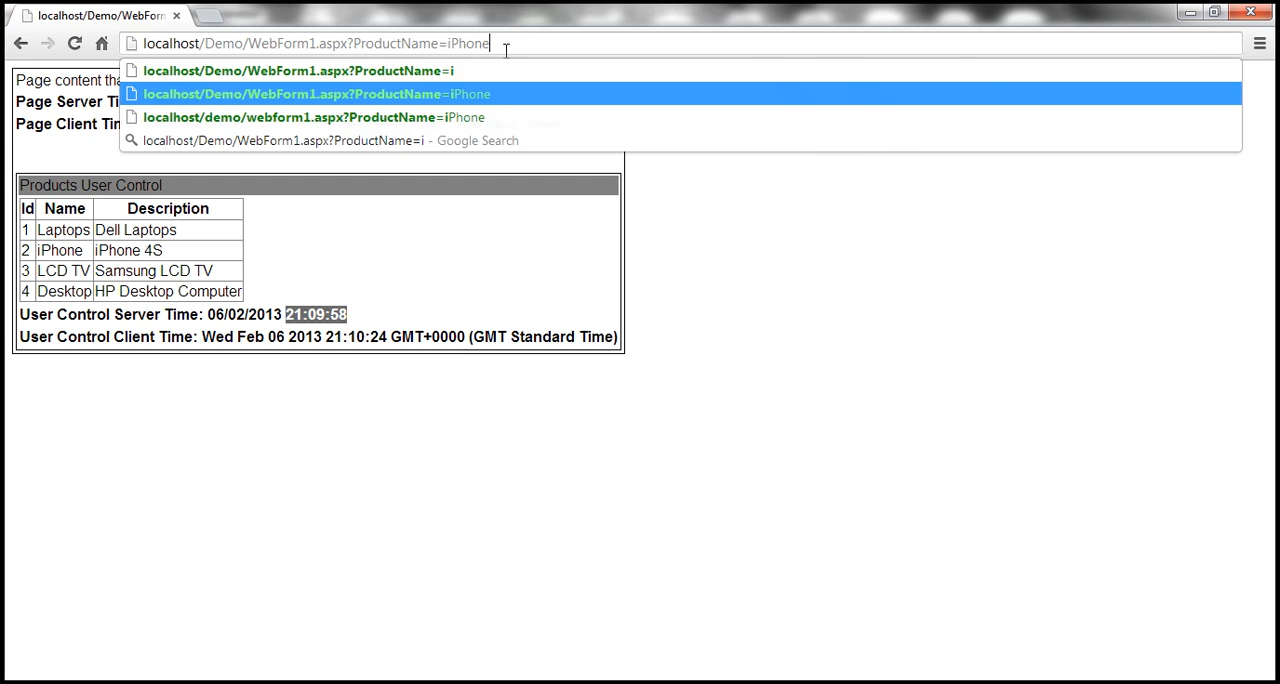 localhost/Demo/WebForm
localhost/Demo/WebForm1.aspx?ProductName=iPhone
localhost/Demo/WebForm1.aspx?ProductName=i
localhost/Demo/WebForm1.aspx?ProductName=iPhone
localhost/demo/webform1.aspx?ProductName=iPhone
localhost/Demo/WebForm1.aspx?ProductName=i - Google Search
Page content tha
Page Server Ti
Page Client Tim
Products User Control
Id Name Description
1 Laptops Dell Laptops
2 iPhone iPhone 4S
3 LCD TV Samsung LCD TV
4 Desktop HP Desktop Computer
User Control Server Time: 06/02/2013 21:09:58
User Control Client Time: Wed Feb 06 2013 21:10:24 GMT+0000 (GMT Standard Time)